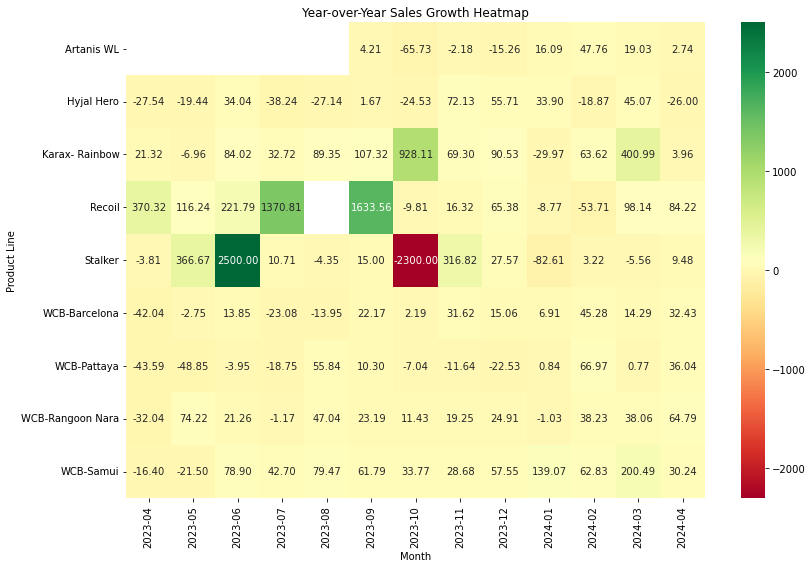 Year-over-Year Sales Growth Heatmap
Artanis WL 4.21 -65.73 -2.18 -15.26 16.09 47.76 19.03 2.74
Hyjal Hero -27.54 -19.44 34.04 -38.24 -27.14 1.67 -24.53 72.13 55.71 33.90 -18.87 45.07 -26.00
Karax- Rainbow 21.32 -6.96 84.02 32.72 89.35 107.32 928.11 69.30 90.53 -29.97 63.62 400.99 3.96
Recoil 370.32 116.24 221.79 1370.81 1633.56 -9.81 16.32 65.38 -8.77 -53.71 98.14 84.22
Stalker -3.81 366.67 2500.00 10.71 -4.35 15.00 -2300.00 316.82 27.57 -82.61 3.22 -5.56 9.48
WCB-Barcelona -42.04 -2.75 13.85 -23.08 -13.95 22.17 2.19 31.62 15.06 6.91 45.28 14.29 32.43
WCB-Pattaya -43.59 -48.85 -3.95 -18.75 55.84 10.30 -7.04 -11.64 -22.53 0.84 66.97 0.77 36.04
WCB-Rangoon Nara -32.04 74.22 21.26 -1.17 47.04 23.19 11.43 19.25 24.91 -1.03 38.23 38.06 64.79
WCB-Samui -16.40 -21.50 78.90 42.70 79.47 61.79 33.77 28.68 57.55 139.07 62.83 200.49 30.24
2023-04 2023-05 2023-06 2023-07 2023-08 2023-09 2023-10 2023-11 2023-12 2024-01 2024-02 2024-03 2024-04
Month
Product Line
2000
1000
0
-1000
-2000